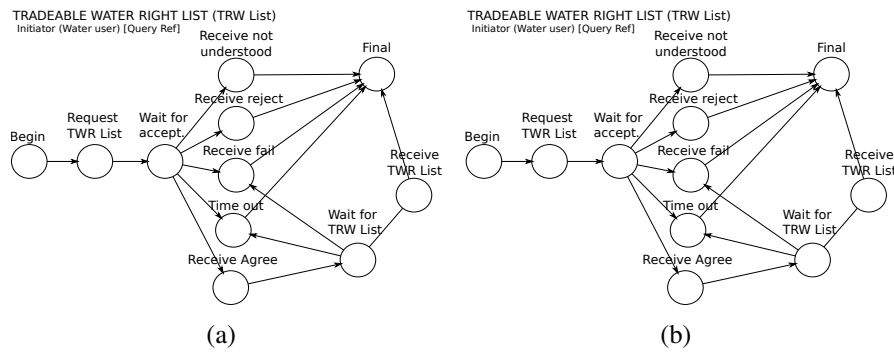 TRADEABLE WATER RIGHT LIST (TRW List)
Initiator (Water user) [Query Ref]
Receive not
understood
Final
Receive reject
Request
TWR List
Wait for
accept.
Begin
Receive fail
Receive
TWR List
Time out
Wait for
TRW List
Receive Agree
(a)
TRADEABLE WATER RIGHT LIST (TRW List)
Initiator (Water user) [Query Ref]
Receive not
understood
Final
Receive reject
Request
TWR List
Wait for
accept.
Begin
Receive fail
Receive
TWR List
Time out
Wait for
TRW List
Receive Agree
(b)